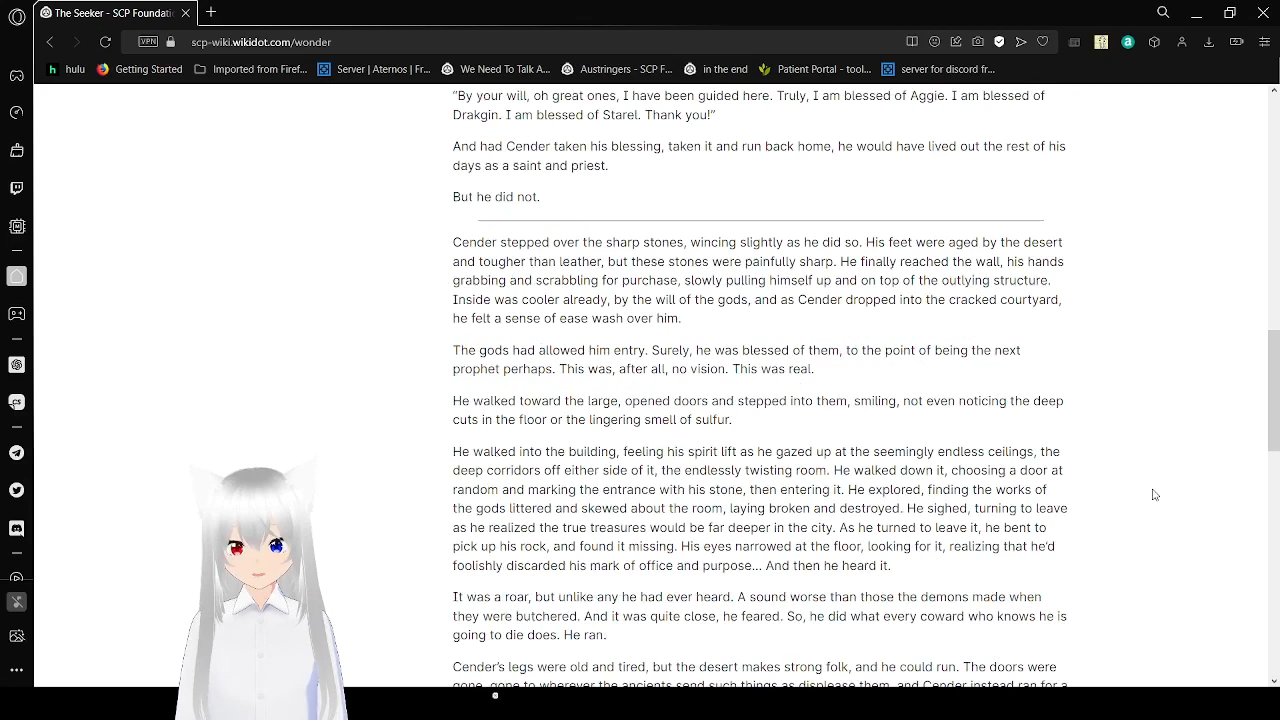 The Seeker - SCP Foundati
scp-wiki.wikidot.com/wonder
VPN
hulu
Getting Started
Imported from Firef...
Server | Aternos | Fr...
We Need To Talk A...
Austringers - SCP F...
in the end
Patient Portal - tool...
server for discord fr...
“By your will, oh great ones, I have been guided here. Truly, I am blessed of Aggie. I am blessed of
Drakgin. I am blessed of Starel. Thank you!”
And had Cender taken his blessing, taken it and run back home, he would have lived out the rest of his
days as a saint and priest.
But he did not.
Cender stepped over the sharp stones, wincing slightly as he did so. His feet were aged by the desert
and tougher than leather, but these stones were painfully sharp. He finally reached the wall, his hands
grabbing and scrabbling for purchase, slowly pulling himself up and on top of the outlying structure.
Inside was cooler already, by the will of the gods, and as Cender dropped into the cracked courtyard,
he felt a sense of ease wash over him.
The gods had allowed him entry. Surely, he was blessed of them, to the point of being the next
prophet perhaps. This was, after all, no vision. This was real.
He walked toward the large, opened doors and stepped into them, smiling, not even noticing the deep
cuts in the floor or the lingering smell of sulfur.
He walked into the building, feeling his spirit lift as he gazed up at the seemingly endless ceilings, the
deep corridors off either side of it, the endlessly twisting room. He walked down it, choosing a door at
random and marking the entrance with his stone, then entering it. He explored, finding the works of
the gods littered and skewed about the room, laying broken and destroyed. He sighed, turning to leave
as he realized the true treasures would be far deeper in the city. As he turned to leave it, he bent to
pick up his rock, and found it missing. His eyes narrowed at the floor, looking for it, realizing that he’d
foolishly discarded his mark of office and purpose… And then he heard it.
It was a roar, but unlike any he had ever heard. A sound worse than those the demons made when
they were butchered. And it was quite close, he feared. So, he did what every coward who knows he is
going to die does. He ran.
Cender’s legs were old and tired, but the desert makes strong folk, and he could run. The doors were
gone, gone to wherever the ancients send such things as displease them, and Cender instead ran for a